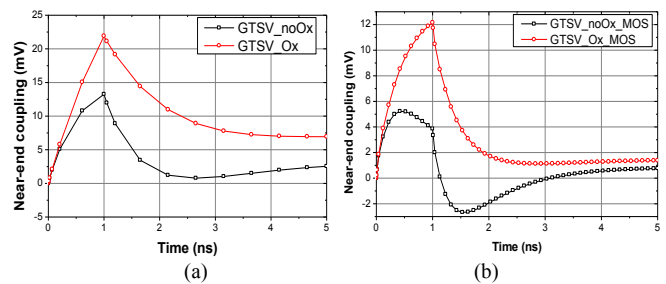 GTSV_noOx
GTSV_Ox
Near-end coupling (mV)
25
20
15
10
5
0
-5
0 1 2 3 4 5
Time (ns)
(a)
GTSV_noOx_MOS
GTSV_Ox_MOS
Near-end coupling (mV)
12
10
8
6
4
2
0
-2
0 1 2 3 4 5
Time (ns)
(b)